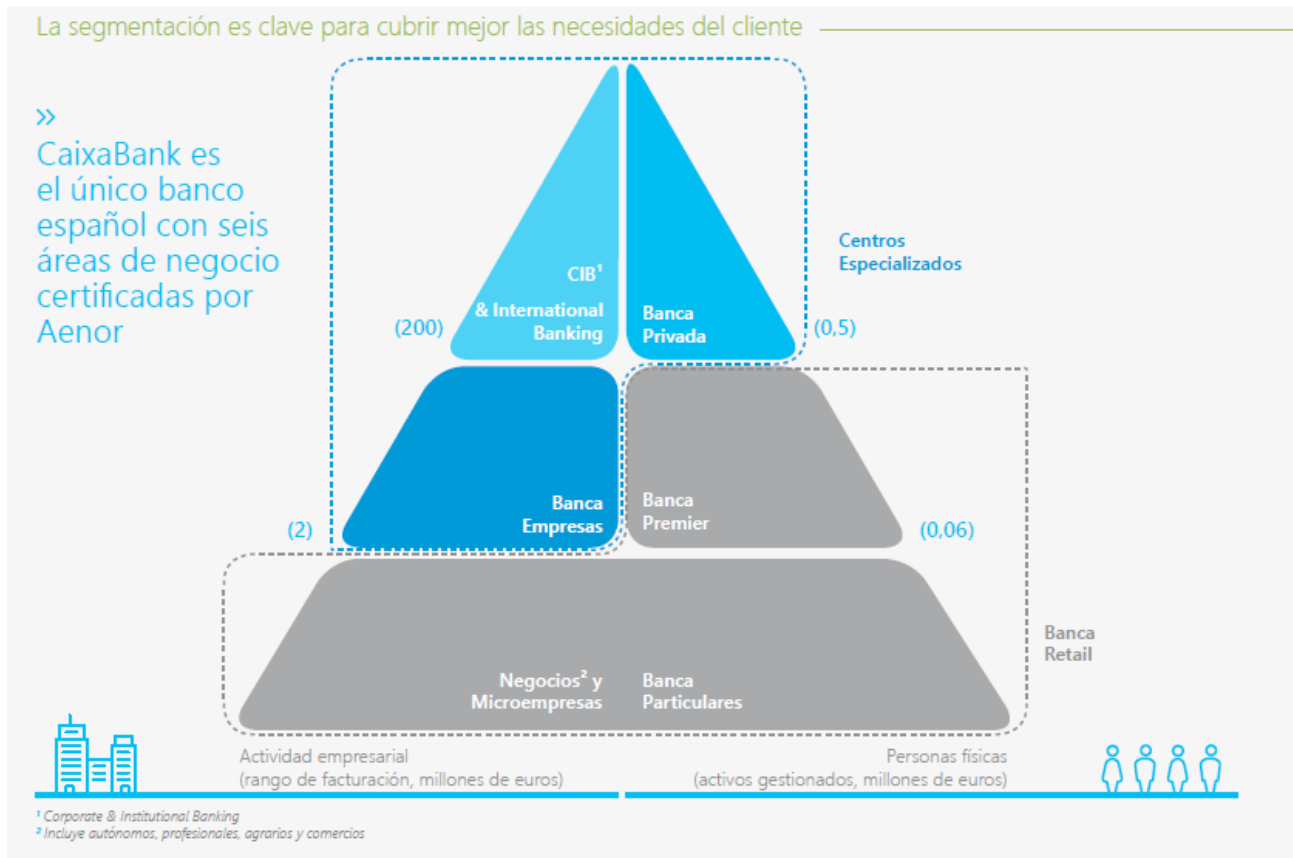 La segmentación es clave para cubrir mejor las necesidades del cliente
»
CaixaBank es
el único banco
español con seis
áreas de negocio
certificadas por
Aenor
CIB¹
& International
Banking
(200)
Banca
Privada
(0,5)
Centros
Especializados
Banca
Empresas
(2)
Banca
Premier
(0,06)
Negocios² y
Microempresas
Banca
Particulares
Banca
Retail
Actividad empresarial
(rango de facturación, millones de euros)
Personas físicas
(activos gestionados, millones de euros)
¹ Corporate & Institutional Banking
² Incluye autónomos, profesionales, agrarios y comercios